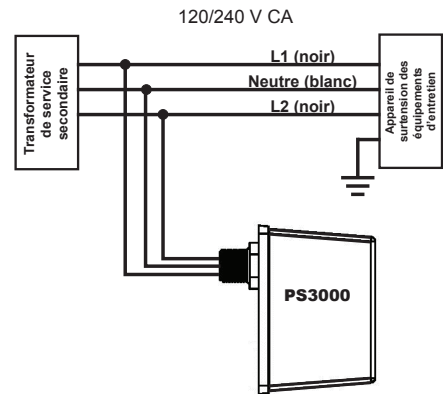 120/240 V CA
L1 (noir)
Neutre (blanc)
L2 (noir)
Transformateur
de service
secondaire
Appareil de
surtension des
équipements
d'entretien
PS3000